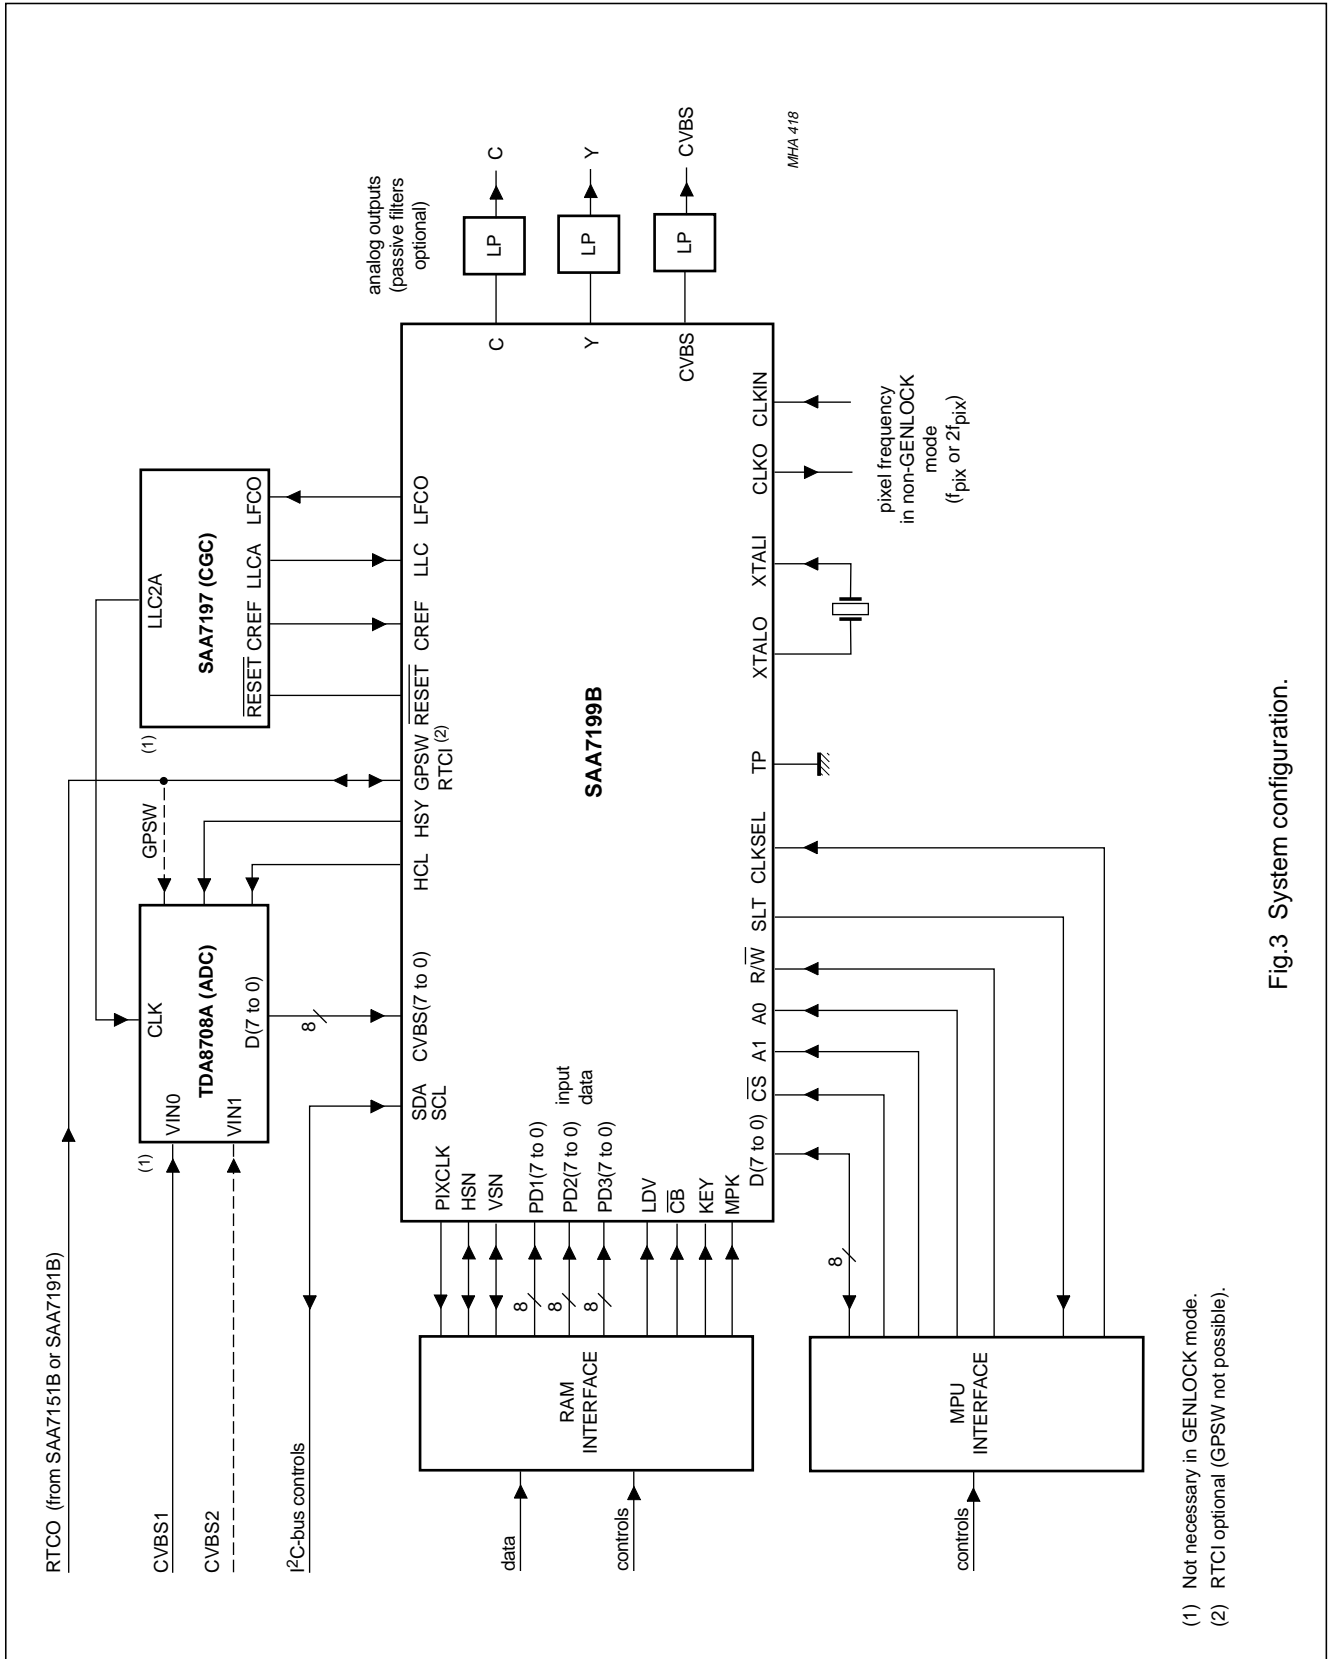 RTCO (from SAA7151B or SAA7191B)
CVBS1
CVBS2
I2C-bus controls
data
controls
controls
(1)
VIN0
VIN1
CLK
TDA8708A (ADC)
D(7 to 0)
GPSW
(1)
LLC2A
SAA7197 (CGC)
RESET
CREF
LLCA
LFCO
8
SDA
SCL
CVBS(7 to 0)
HCL
HSY
GPSW
RTCI (2)
RESET
CREF
LLC
LFCO
analog outputs
(passive filters
optional)
RAM
INTERFACE
8
8
8
PIXCLK
HSN
VSN
PD1(7 to 0)
PD2(7 to 0)
PD3(7 to 0)
input
data
LDV
CB
KEY
MPK
SAA7199B
C
Y
CVBS
LP
LP
LP
C
Y
CVBS
MHA 418
MPU
INTERFACE
8
D(7 to 0)
CS
A1
A0
R/W
SLT
CLKSEL
TP
XTALO
XTALI
CLKO
CLKIN
pixel frequency
in non-GENLOCK
mode
(fpix or 2fpix)
(1) Not necessary in GENLOCK mode.
(2) RTCI optional (GPSW not possible).
Fig.3 System configuration.